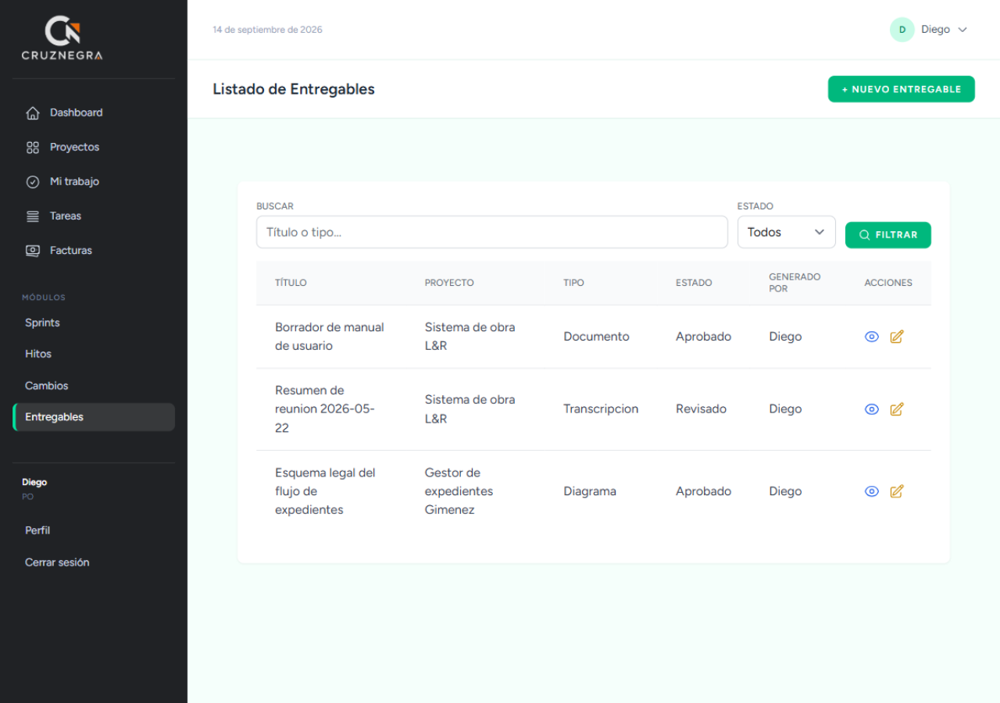 CRUZNEGRA
Dashboard
Proyectos
Mi trabajo
Tareas
Facturas
MÓDULOS
Sprints
Hitos
Cambios
Entregables
Diego
PO
Perfil
Cerrar sesión
14 de septiembre de 2026
D Diego
Listado de Entregables
+ NUEVO ENTREGABLE
BUSCAR
Título o tipo...
ESTADO
Todos
FILTRAR
TÍTULO PROYECTO TIPO ESTADO GENERADO POR ACCIONES
Borrador de manual
de usuario
Sistema de obra
L&R
Documento
Aprobado
Diego
Resumen de
reunion 2026-05-
22
Sistema de obra
L&R
Transcripcion
Revisado
Diego
Esquema legal del
flujo de
expedientes
Gestor de
expedientes
Gimenez
Diagrama
Aprobado
Diego